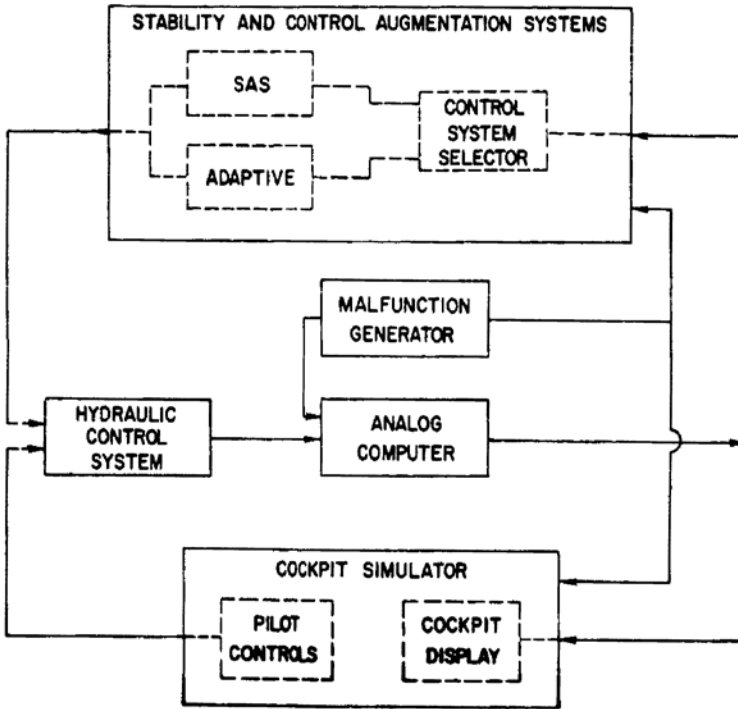 STABILITY AND CONTROL AUGMENTATION SYSTEMS
SAS
CONTROL
SYSTEM
SELECTOR
ADAPTIVE
MALFUNCTION
GENERATOR
HYDRAULIC
CONTROL
SYSTEM
ANALOG
COMPUTER
COCKPIT SIMULATOR
PILOT
CONTROLS
COCKPIT
DISPLAY